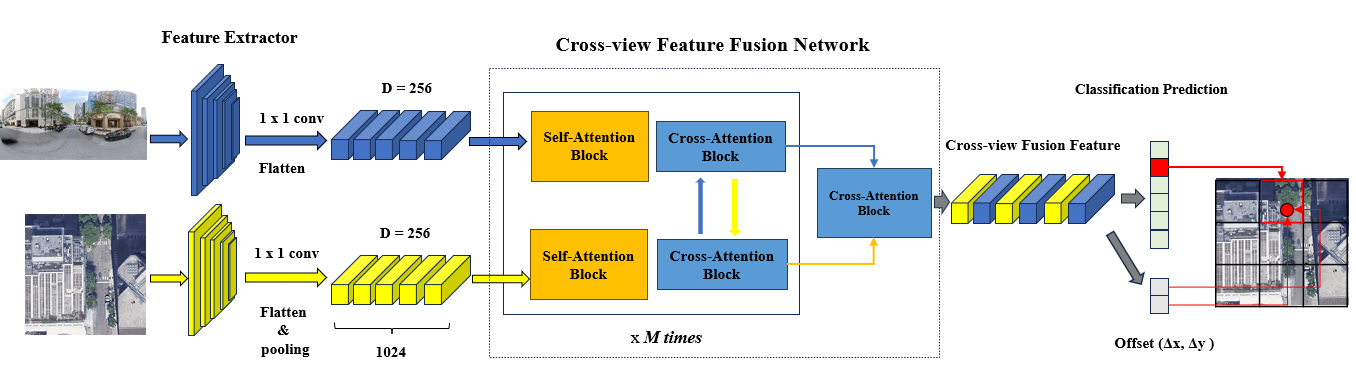 Feature Extractor
Cross-view Feature Fusion Network
D = 256
1 x 1 conv
Flatten
Self-Attention
Block
Cross-Attention
Block
Cross-Attention
Block
Classification Prediction
Cross-view Fusion Feature
D = 256
1 x 1 conv
Flatten
&
pooling
1024
Self-Attention
Block
Cross-Attention
Block
x M times
Offset (Δx, Δy )